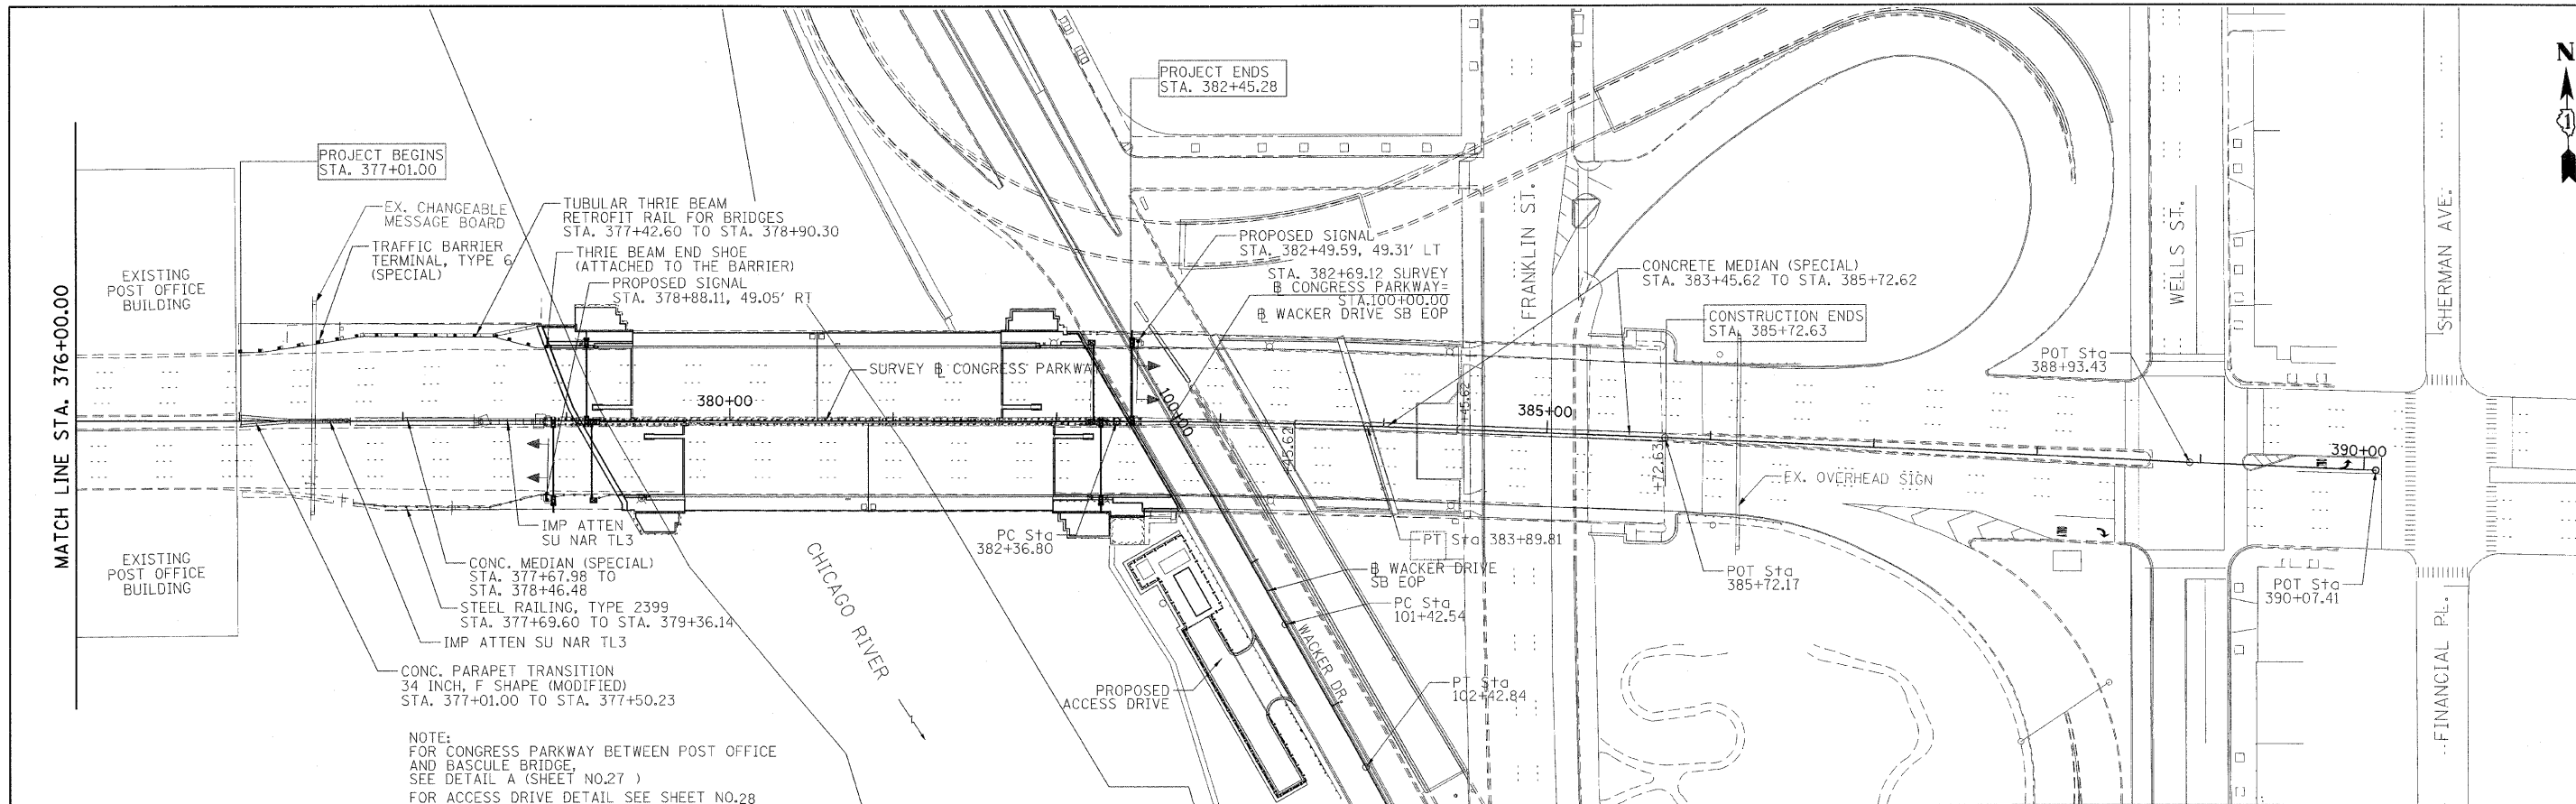 N
PROJECT ENDS
STA. 382+45.28
PROJECT BEGINS
STA. 377+01.00
EX. CHANGEABLE
MESSAGE BOARD
TRAFFIC BARRIER
TERMINAL, TYPE 6
(SPECIAL)
TUBULAR THRIE BEAM
RETROFIT RAIL FOR BRIDGES
STA. 377+42.60 TO STA. 378+90.30
THRIE BEAM END SHOE
(ATTACHED TO THE BARRIER)
PROPOSED SIGNAL
STA. 378+88.11, 49.05' RT
PROPOSED SIGNAL
STA. 382+49.59, 49.31' LT
STA. 382+69.12 SURVEY
B CONGRESS PARKWAY=
STA.100+00.00
B WACKER DRIVE SB EOP
FRANKLIN ST.
CONCRETE MEDIAN (SPECIAL)
STA. 383+45.62 TO STA. 385+72.62
CONSTRUCTION ENDS
STA. 385+72.63
WELLS ST.
SHERMAN AVE.
MATCH LINE STA. 376+00.00
EXISTING
POST OFFICE
BUILDING
SURVEY B CONGRESS PARKWAY
380+00
100+00
+45.62
+45.62
385+00
+72.63
POT Sta
388+93.43
390+00
EX. OVERHEAD SIGN
EXISTING
POST OFFICE
BUILDING
IMP ATTEN
SU NAR TL3
CONC. MEDIAN (SPECIAL)
STA. 377+67.98 TO
STA. 378+46.48
STEEL RAILING, TYPE 2399
STA. 377+69.60 TO STA. 379+36.14
IMP ATTEN SU NAR TL3
CONC. PARAPET TRANSITION
34 INCH, F SHAPE (MODIFIED)
STA. 377+01.00 TO STA. 377+50.23
CHICAGO RIVER
PC Sta
382+36.80
PT Sta 383+89.81
B WACKER DRIVE
SB EOP
PC Sta
101+42.54
WACKER DR.
PT Sta
102+42.84
PROPOSED
ACCESS DRIVE
POT Sta
385+72.17
POT Sta
390+07.41
FINANCIAL PL.
NOTE:
FOR CONGRESS PARKWAY BETWEEN POST OFFICE
AND BASCULE BRIDGE,
SEE DETAIL A (SHEET NO.27 )
FOR ACCESS DRIVE DETAIL SEE SHEET NO.28